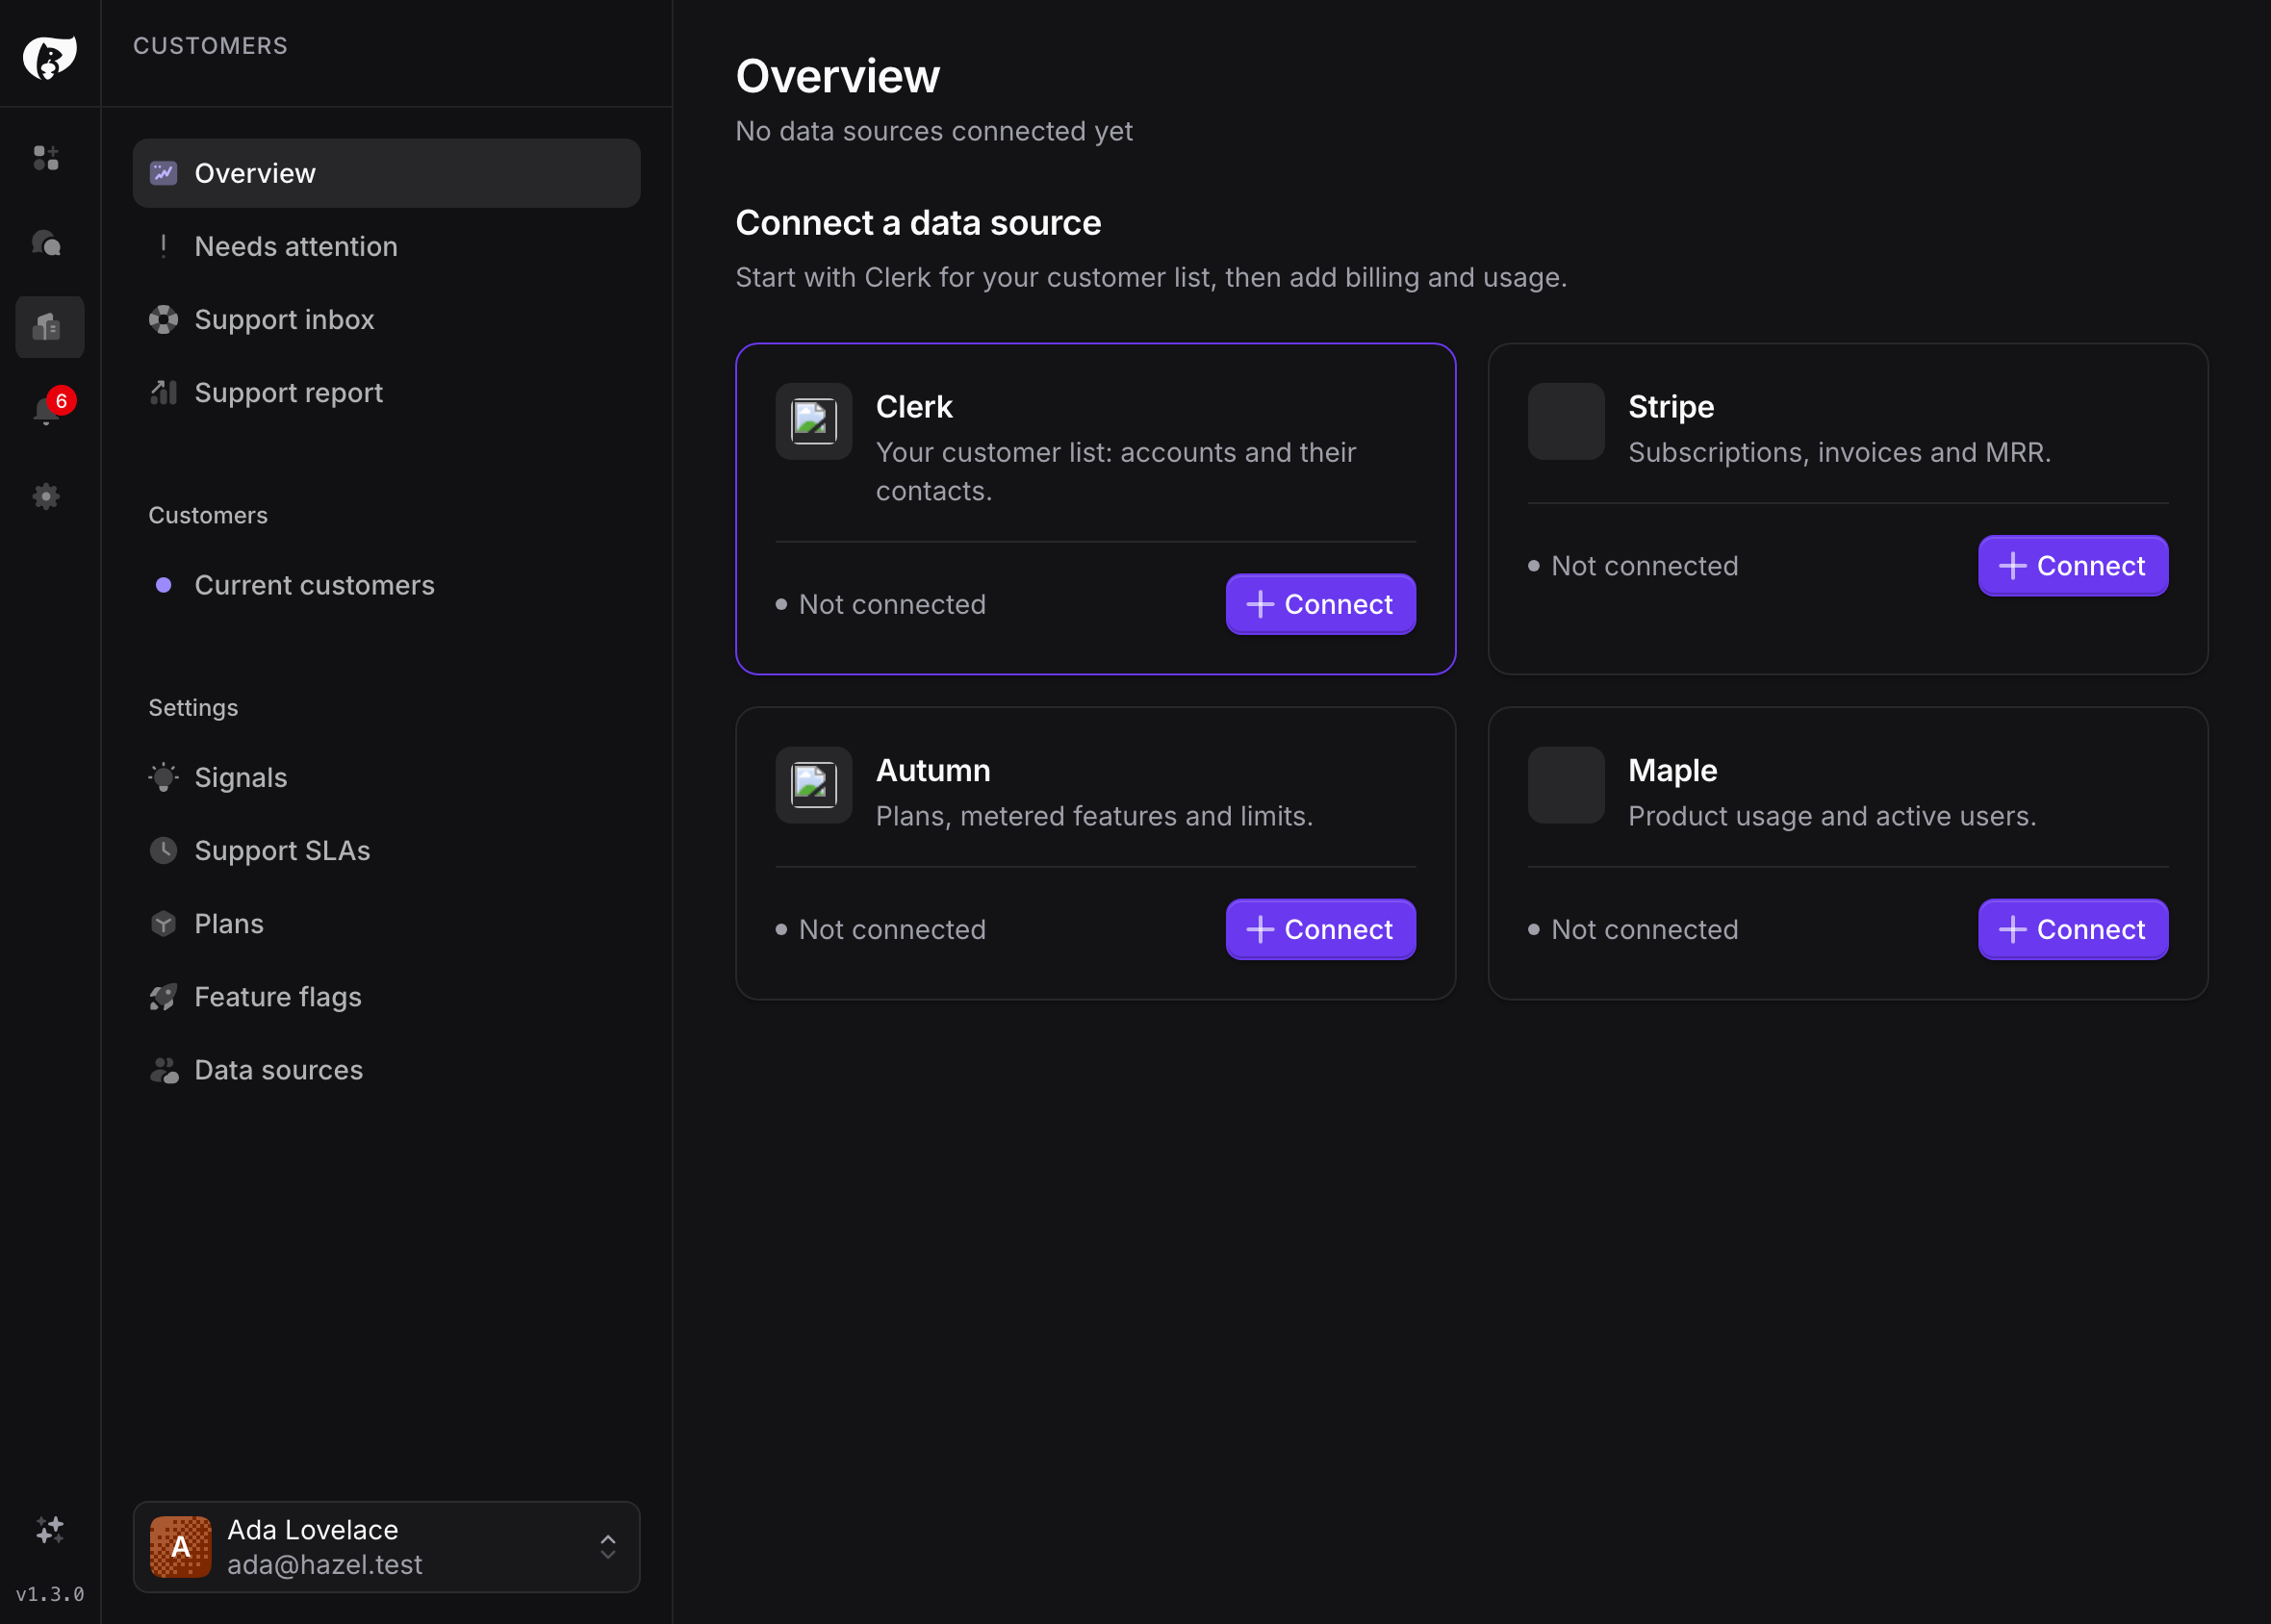 CUSTOMERS
Overview
Needs attention
Support inbox
Support report
6
Customers
Current customers
Settings
Signals
Support SLAs
Plans
Feature flags
Data sources
A
Ada Lovelace
ada@hazel.test
v1.3.0
Overview
No data sources connected yet
Connect a data source
Start with Clerk for your customer list, then add billing and usage.
Clerk
Your customer list: accounts and their
contacts.
Not connected
Connect
Stripe
Subscriptions, invoices and MRR.
Not connected
Connect
Autumn
Plans, metered features and limits.
Not connected
Connect
Maple
Product usage and active users.
Not connected
Connect